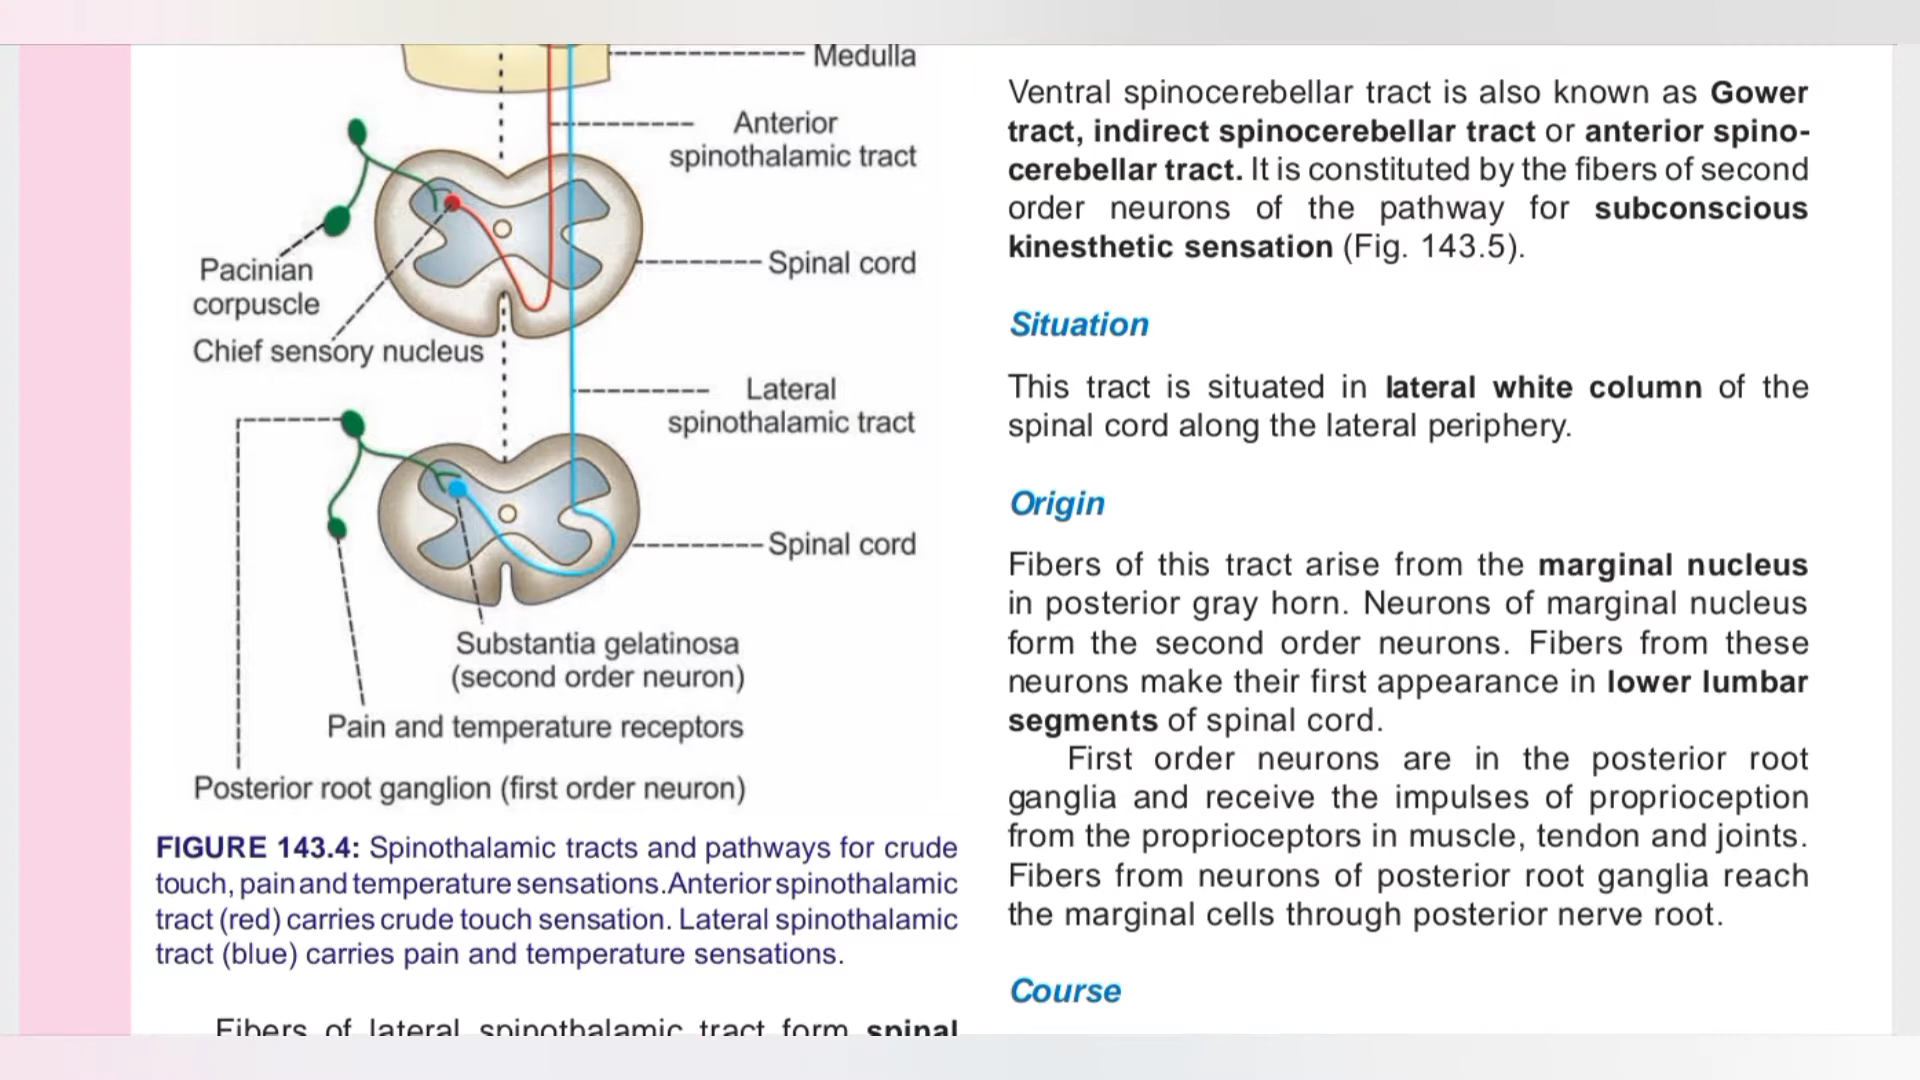 Medulla
Anterior
spinothalamic tract
Pacinian
corpuscle
Spinal cord
Chief sensory nucleus
Lateral
spinothalamic tract
Spinal cord
Substantia gelatinosa
(second order neuron)
Pain and temperature receptors
Posterior root ganglion (first order neuron)
FIGURE 143.4: Spinothalamic tracts and pathways for crude
touch, pain and temperature sensations. Anterior spinothalamic
tract (red) carries crude touch sensation. Lateral spinothalamic
tract (blue) carries pain and temperature sensations.
Fibers of lateral spinothalamic tract form spinal
Ventral spinocerebellar tract is also known as Gower
tract, indirect spinocerebellar tract or anterior spino-
cerebellar tract. It is constituted by the fibers of second
order neurons of the pathway for subconscious
kinesthetic sensation (Fig. 143.5).
Situation
This tract is situated in lateral white column of the
spinal cord along the lateral periphery.
Origin
Fibers of this tract arise from the marginal nucleus
in posterior gray horn. Neurons of marginal nucleus
form the second order neurons. Fibers from these
neurons make their first appearance in lower lumbar
segments of spinal cord.
First order neurons are in the posterior root
ganglia and receive the impulses of proprioception
from the proprioceptors in muscle, tendon and joints.
Fibers from neurons of posterior root ganglia reach
the marginal cells through posterior nerve root.
Course